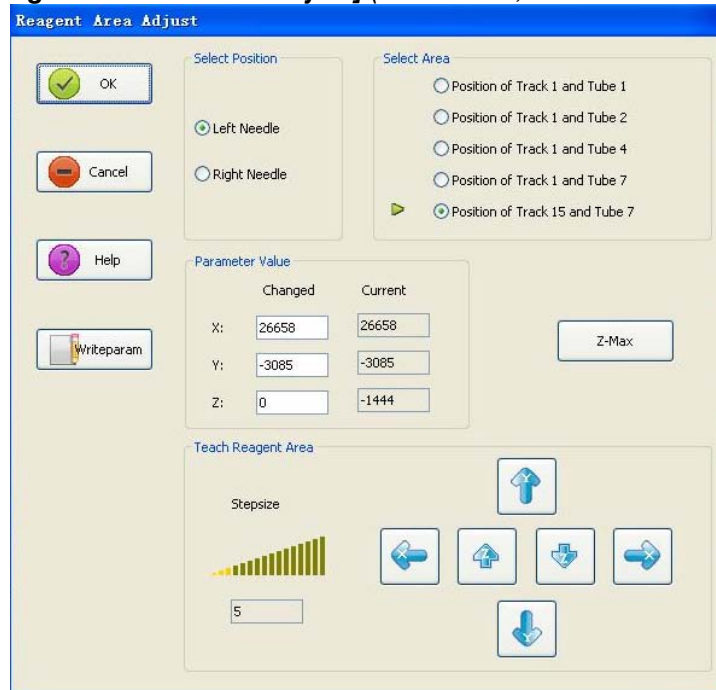 Reagent Area Adjust
OK
Cancel
Help
Writeparam
Select Position
Left Needle
Right Needle
Select Area
Position of Track 1 and Tube 1
Position of Track 1 and Tube 2
Position of Track 1 and Tube 4
Position of Track 1 and Tube 7
Position of Track 15 and Tube 7
Parameter Value
Changed Current
X: 26658 26658
Y: -3085 -3085
Z: 0 -1444
Z-Max
Teach Reagent Area
Stepsize
5
Y
X Z Z X
Y